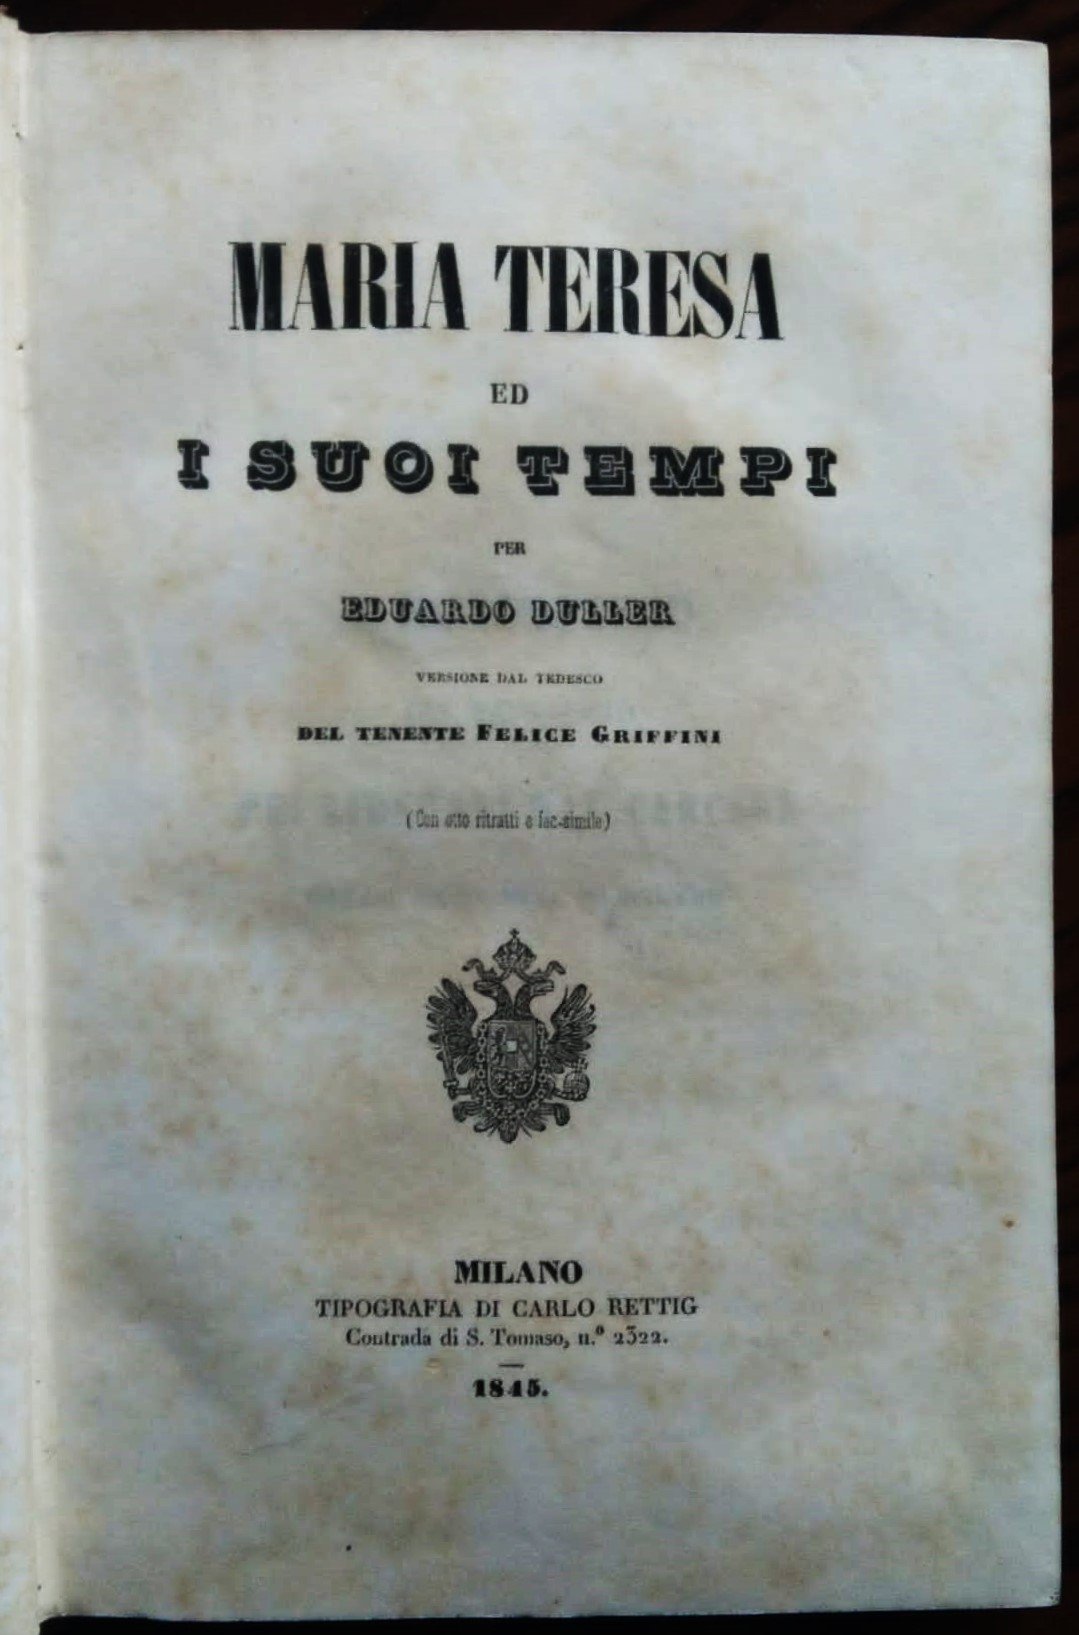 MARIA TERESA
ED
I SUOI TEMPI
PER
EDUARDO DULLER
VERSIONE DAL TEDESCO
DEL TENENTE FELICE GRIFFINI
(Con otto ritratti e fac-simile)
MILANO
TIPOGRAFIA DI CARLO RETTIG
Contrada di S. Tomaso, n.º 2322.
1845.